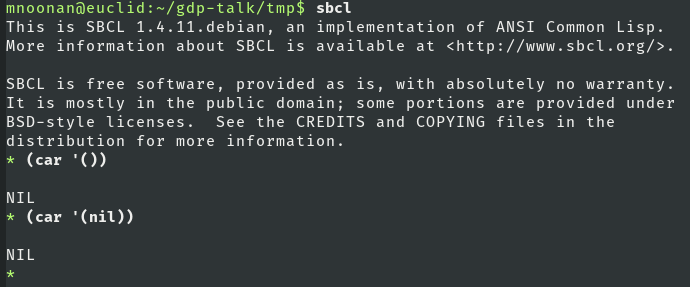 mnoonan@euclid:~/gdp-talk/tmp$ sbcl
This is SBCL 1.4.11.debian, an implementation of ANSI Common Lisp.
More information about SBCL is available at <http://www.sbcl.org/>.
SBCL is free software, provided as is, with absolutely no warranty.
It is mostly in the public domain; some portions are provided under
BSD-style licenses.  See the CREDITS and COPYING files in the
distribution for more information.
* (car '())
NIL
* (car '(nil))
NIL
*